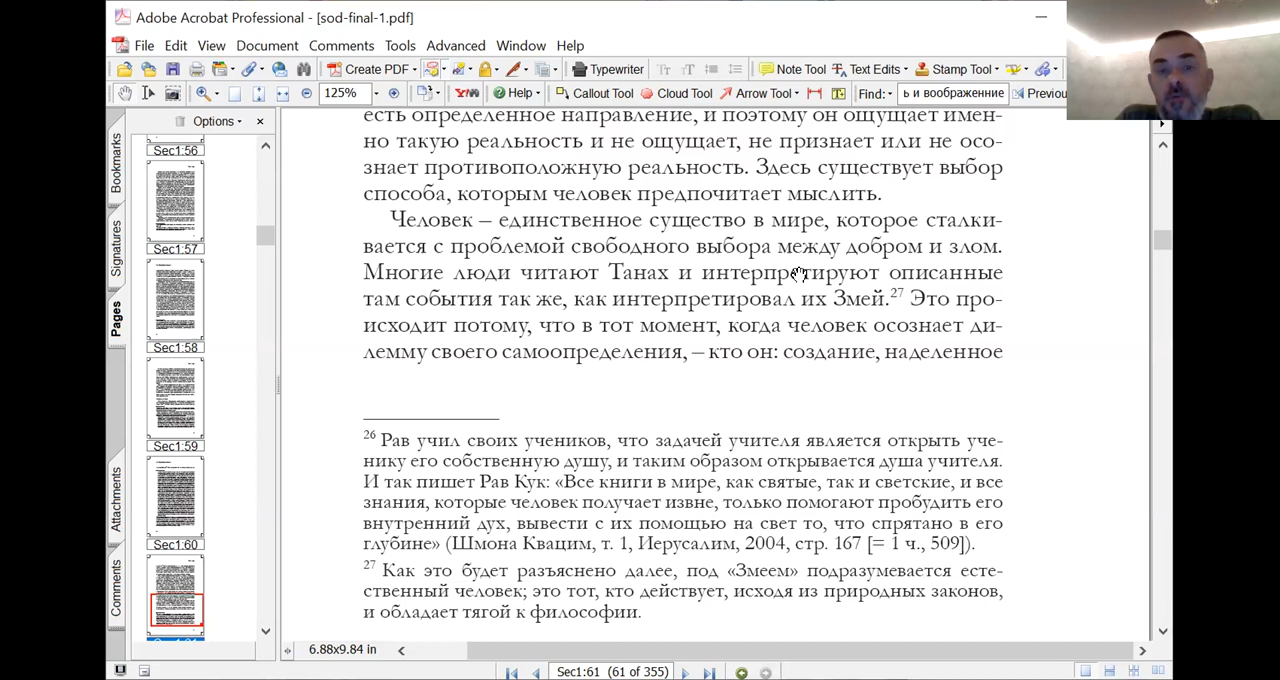 Adobe Acrobat Professional - [sod-final-1.pdf]
File Edit View Document Comments Tools Advanced Window Help
Create PDF Typewriter Note Tool Text Edits Stamp Tool
125% Help Callout Tool Cloud Tool Arrow Tool Find: ь и воображенние Previou
Options
Bookmarks
Signatures
Pages
Attachments
Comments
Sec1:56
Sec1:57
Sec1:58
Sec1:59
Sec1:60
есть определенное направление, и поэтому он ощущает имен-
но такую реальность и не ощущает, не признает или не осо-
знает противоположную реальность. Здесь существует выбор
способа, которым человек предпочитает мыслить.
Человек – единственное существо в мире, которое сталки-
вается с проблемой свободного выбора между добром и злом.
Многие люди читают Танах и интерпретируют описанные
там события так же, как интерпретировал их Змей.27 Это про-
исходит потому, что в тот момент, когда человек осознает ди-
лемму своего самоопределения, – кто он: создание, наделенное
26 Рав учил своих учеников, что задачей учителя является открыть уче-
нику его собственную душу, и таким образом открывается душа учителя.
И так пишет Рав Кук: «Все книги в мире, как святые, так и светские, и все
знания, которые человек получает извне, только помогают пробудить его
внутренний дух, вывести с их помощью на свет то, что спрятано в его
глубине» (Шмона Квацим, т. 1, Иерусалим, 2004, стр. 167 [= 1 ч., 509]).
27 Как это будет разъяснено далее, под «Змеем» подразумевается есте-
ственный человек; это тот, кто действует, исходя из природных законов,
и обладает тягой к философии.
6.88x9.84 in
Sec1:61 (61 of 355)